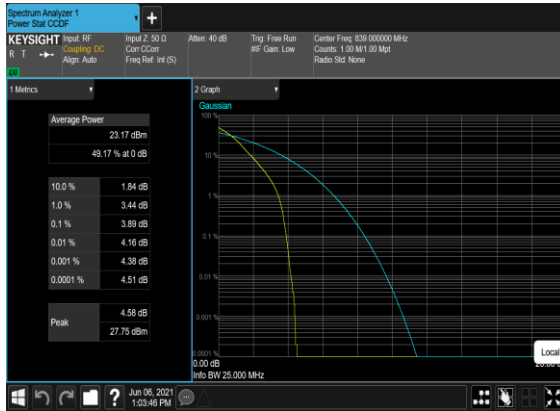 Spectrum Analyzer 1
Power Stat CCDF
+
KEYSIGHT
R T
LU
Input: RF
Coupling: DC
Align: Auto
Input Z: 50 Ω
Corr CCorr
Freq Ref: Int (S)
Atten: 40 dB
Trig: Free Run
#IF Gain: Low
Center Freq: 839.000000 MHz
Counts: 1.00 M/1.00 Mpt
Radio Std: None
1 Metrics
Average Power
23.17 dBm
49.17 % at 0 dB
10.0 % 1.84 dB
1.0 % 3.44 dB
0.1 % 3.89 dB
0.01 % 4.16 dB
0.001 % 4.38 dB
0.0001 % 4.51 dB
Peak
4.58 dB
27.75 dBm
2 Graph
Gaussian
100 %
10 %
1 %
0.1 %
0.01 %
0.001 %
0.0001 %
0.00 dB
Info BW 25.000 MHz
Local
?
Jun 06, 2021
1:03:46 PM